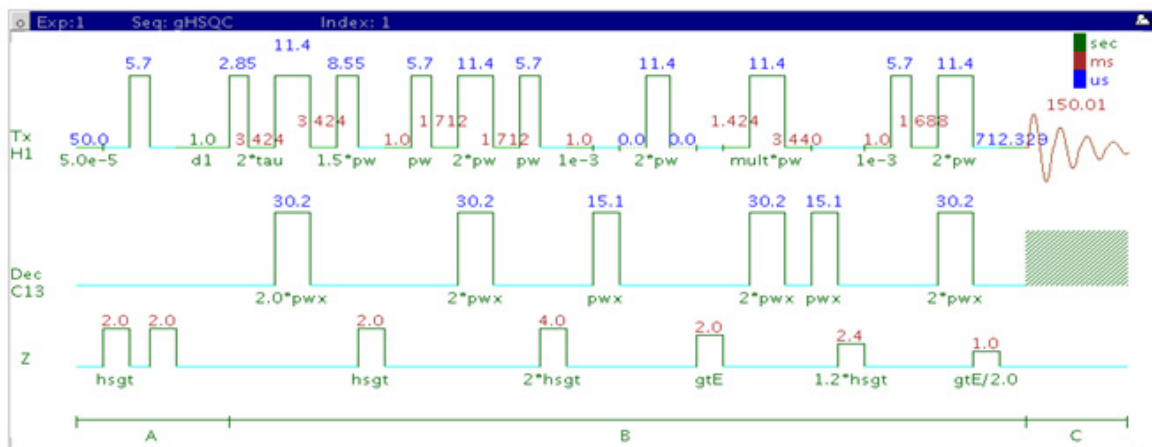 Exp:1 Seq: gHSQC Index: 1
11.4
sec
5.7 2.85 8.55 5.7 11.4 5.7 11.4 11.4 5.7 11.4
ms
us
150.01
Tx 50.0 1.0 3.424 3.424 1.0 1.712 1.712 1.0 0.0 0.0 1.424 3.440 1.0 1.688 712.329
H1 5.0e-5 d1 2*tau 1.5*pw pw 2*pw pw 1e-3 2*pw mult*pw 1e-3 2*pw
30.2 30.2 15.1 30.2 15.1 30.2
Dec
C13
2.0*pwx 2*pwx pwx 2*pwx pwx 2*pwx
2.0 2.0 2.0 4.0 2.0 2.4 1.0
Z
hsgt hsgt 2*hsgt gtE 1.2*hsgt gtE/2.0
A B C